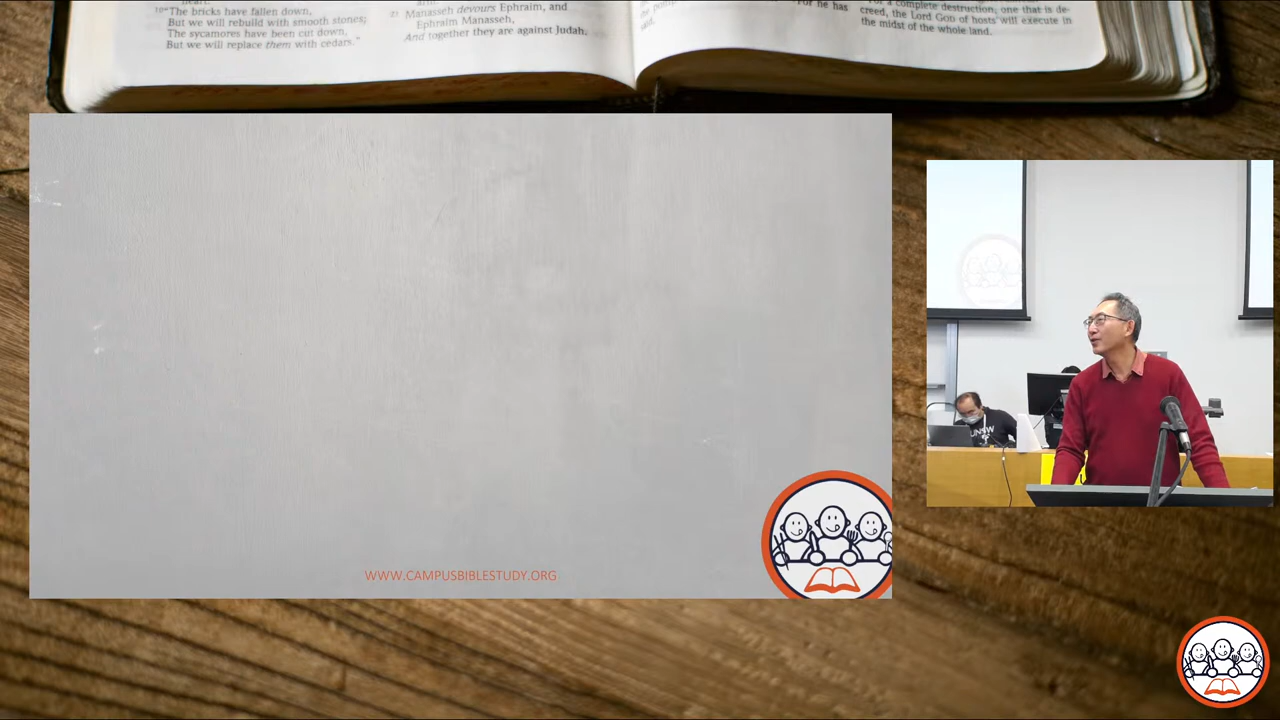 10 "The bricks have fallen down,
But we will rebuild with smooth stones;
The sycamores have been cut down,
But we will replace them with cedars."
21 Manasseh devours Ephraim, and
Ephraim Manasseh,
And together they are against Judah.
For he has
said,
For a complete destruction, one that is de-
creed, the Lord GOD of hosts will execute in
the midst of the whole land.
UNSW
WWW.CAMPUSBIBLESTUDY.ORG